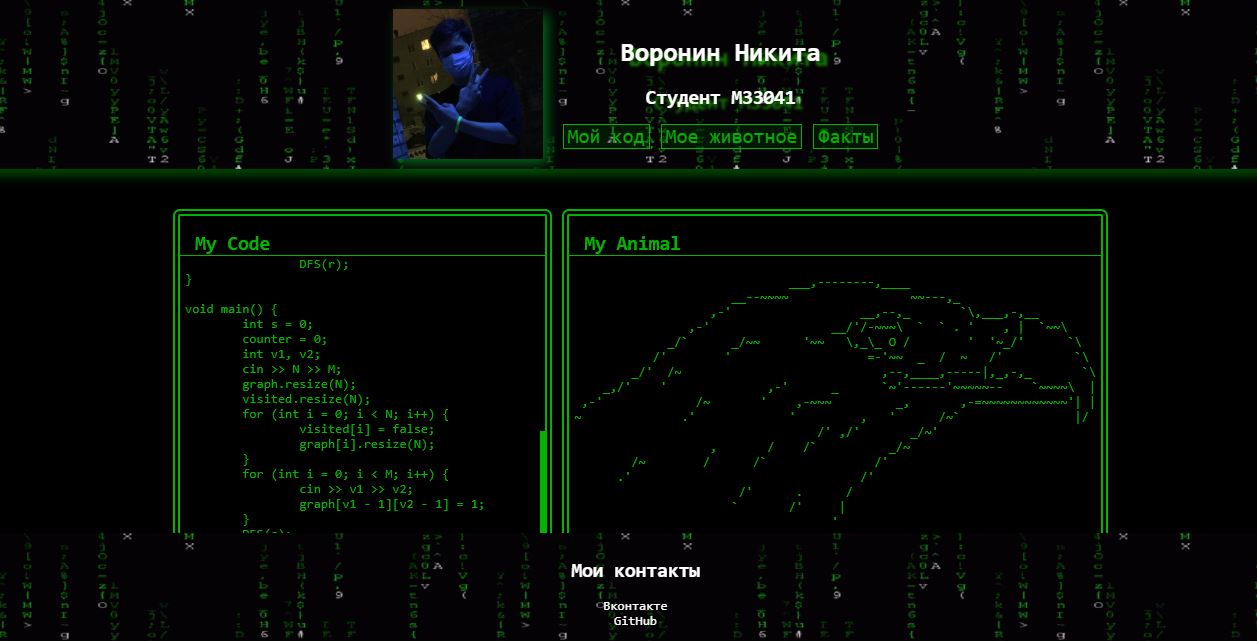 Воронин Никита
Студент M33041
Мой код Мое животное Факты
My Code
DFS(r);
}
void main() {
int s = 0;
counter = 0;
int v1, v2;
cin >> N >> M;
graph.resize(N);
visited.resize(N);
for (int i = 0; i < N; i++) {
visited[i] = false;
graph[i].resize(N);
}
for (int i = 0; i < M; i++) {
cin >> v1 >> v2;
graph[v1 - 1][v2 - 1] = 1;
}
My Animal
Мои контакты
Вконтакте
GitHub